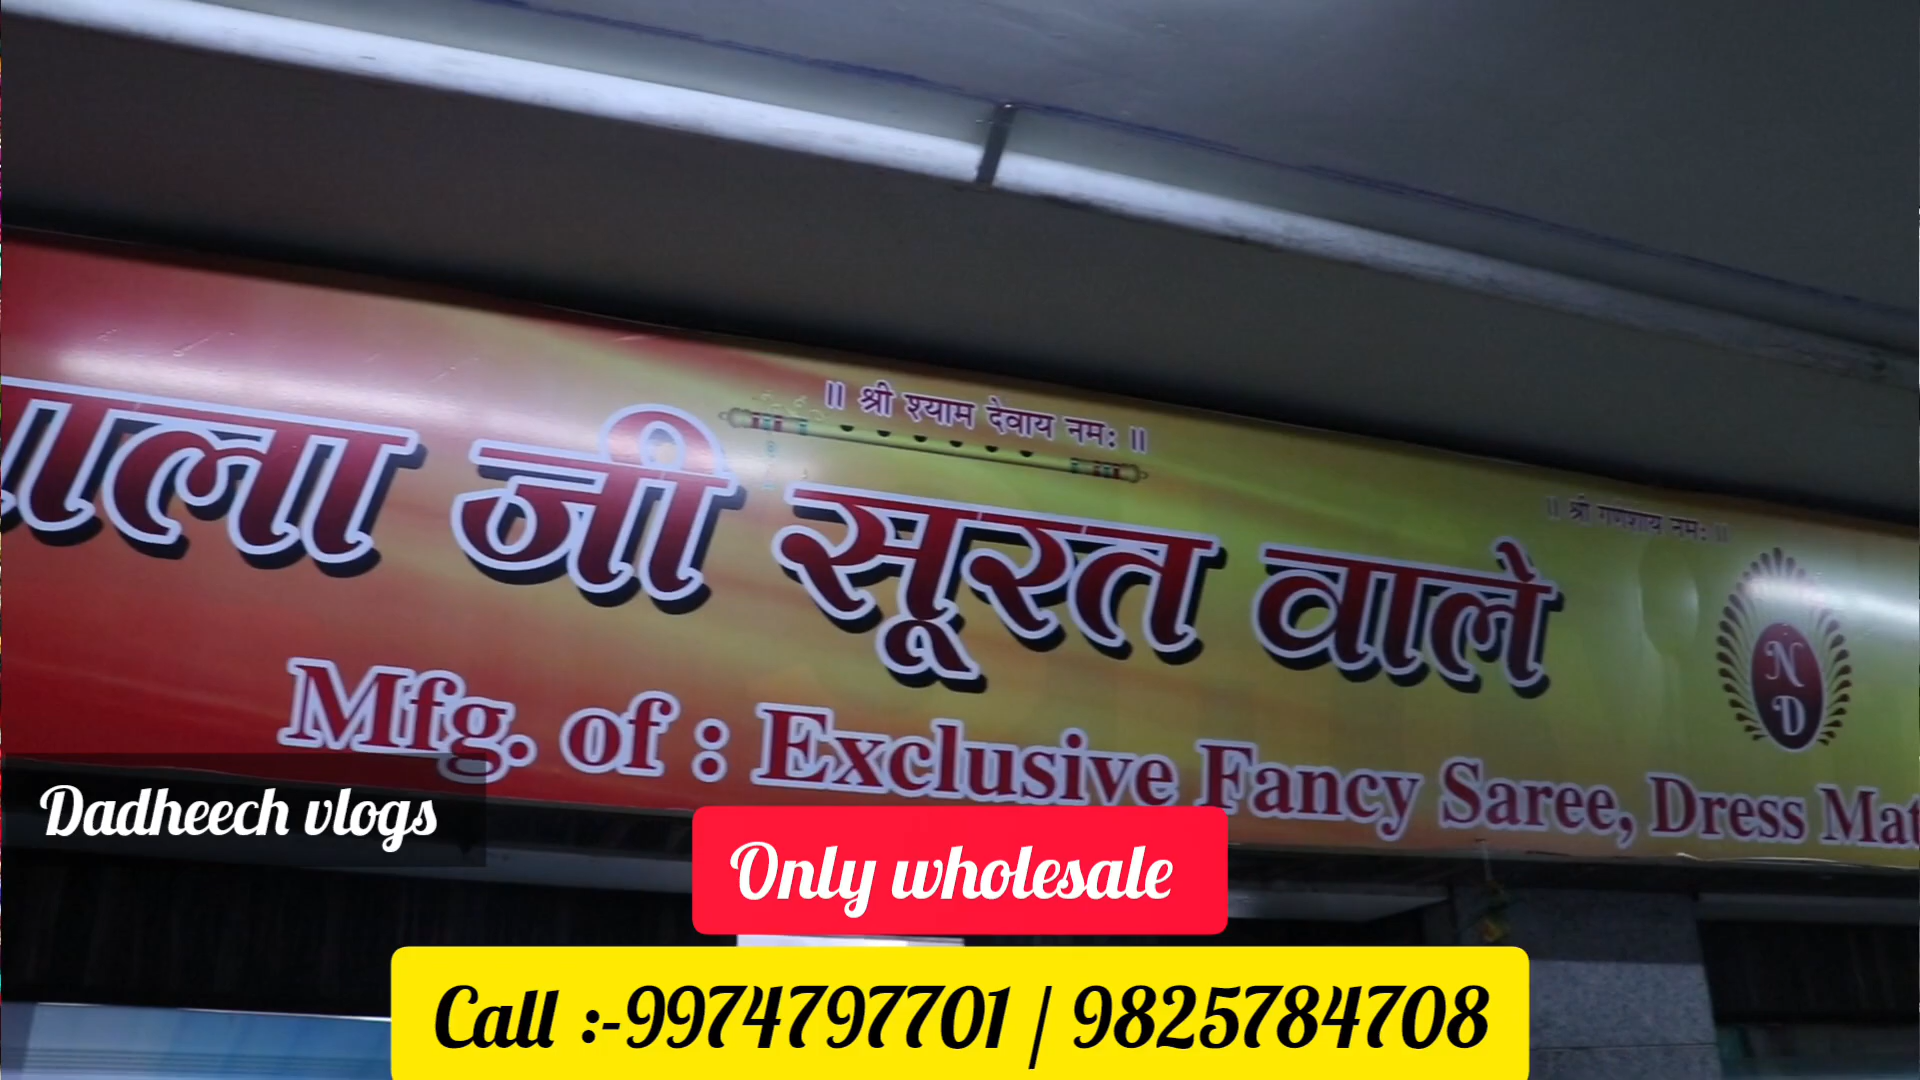 ॥ श्री श्याम देवाय नमः ॥
॥ श्री गणेशाय नमः ॥
ाला जी सूरत वाले
N
D
Mfg. of : Exclusive Fancy Saree, Dress Mat
Dadheech vlogs
Only wholesale
Call :-9974797701 / 9825784708